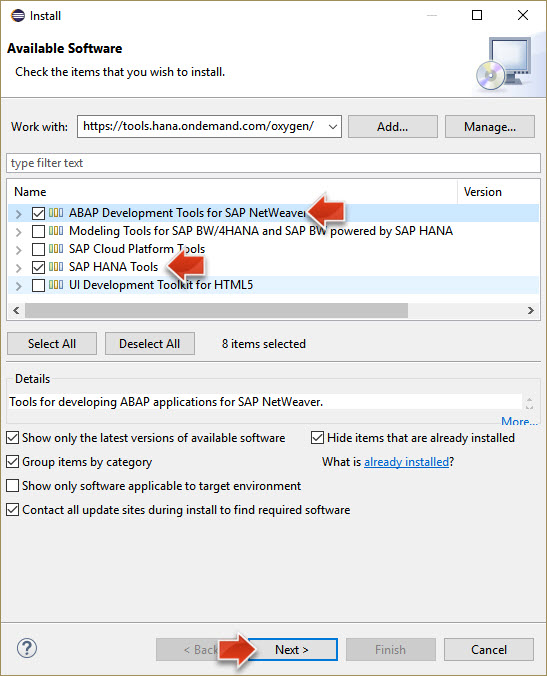 Install
Available Software
Check the items that you wish to install.
Work with: https://tools.hana.ondemand.com/oxygen/ Add... Manage...
type filter text
Name Version
ABAP Development Tools for SAP NetWeaver
Modeling Tools for SAP BW/4HANA and SAP BW powered by SAP HANA
SAP Cloud Platform Tools
SAP HANA Tools
UI Development Toolkit for HTML5
Select All Deselect All 8 items selected
Details
Tools for developing ABAP applications for SAP NetWeaver.
More...
Show only the latest versions of available software Hide items that are already installed
Group items by category What is already installed?
Show only software applicable to target environment
Contact all update sites during install to find required software
? < Back Next > Finish Cancel